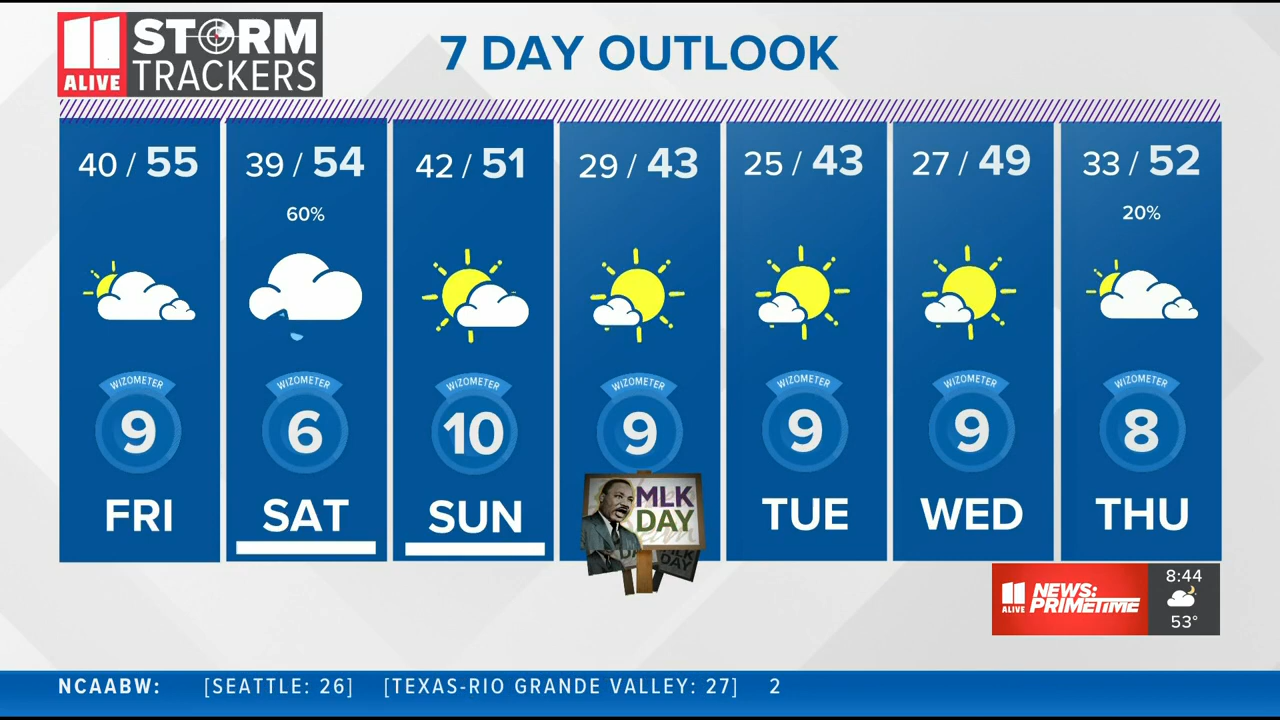 11 ALIVE
STORM
TRACKERS
7 DAY OUTLOOK
40 / 55
39 / 54
42 / 51
29 / 43
25 / 43
27 / 49
33 / 52
60%
20%
WIZOMETER
9
WIZOMETER
6
WIZOMETER
10
WIZOMETER
9
WIZOMETER
9
WIZOMETER
9
WIZOMETER
8
FRI
SAT
SUN
MLK
DAY
MLK
DAY
TUE
WED
THU
11 ALIVE
NEWS:
PRIMETIME
8:44
53°
NCAABW: [SEATTLE: 26] [TEXAS-RIO GRANDE VALLEY: 27] 2